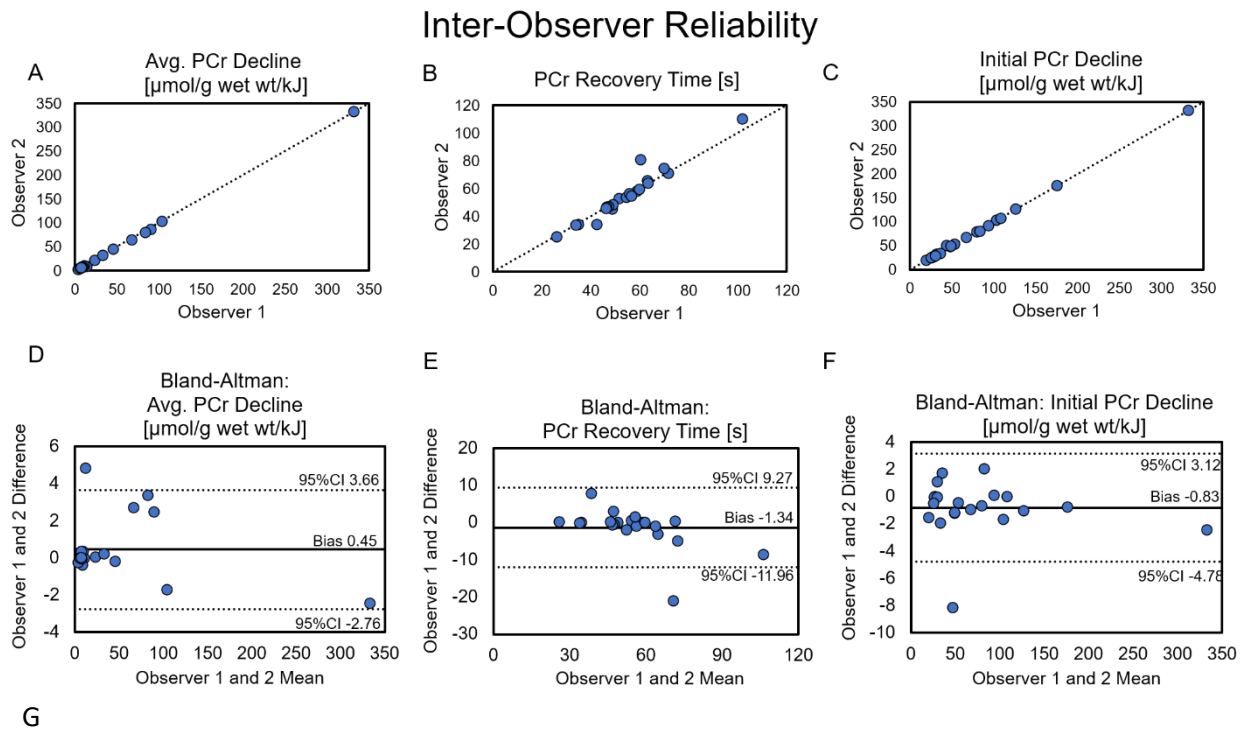 Inter-Observer Reliability
A
Avg. PCr Decline
[µmol/g wet wt/kJ]
350
300
250
200
150
100
50
0
0 50 100 150 200 250 300 350
Observer 2
Observer 1
B
PCr Recovery Time [s]
120
100
80
60
40
20
0
0 20 40 60 80 100 120
Observer 2
Observer 1
C
Initial PCr Decline
[µmol/g wet wt/kJ]
350
300
250
200
150
100
50
0
0 50 100 150 200 250 300 350
Observer 2
Observer 1
D
Bland-Altman:
Avg. PCr Decline
[µmol/g wet wt/kJ]
6
4
2
0
-2
-4
95%CI 3.66
Bias 0.45
95%CI -2.76
0 50 100 150 200 250 300 350
Observer 1 and 2 Difference
Observer 1 and 2 Mean
E
Bland-Altman:
PCr Recovery Time [s]
20
10
0
-10
-20
-30
95%CI 9.27
Bias -1.34
95%CI -11.96
0 30 60 90 120
Observer 1 and 2 Difference
Observer 1 and 2 Mean
F
Bland-Altman: Initial PCr Decline
[µmol/g wet wt/kJ]
4
2
0
-2
-4
-6
-8
-10
95%CI 3.12
Bias -0.83
95%CI -4.78
0 50 100 150 200 250 300 350
Observer 1 and 2 Difference
Observer 1 and 2 Mean
G